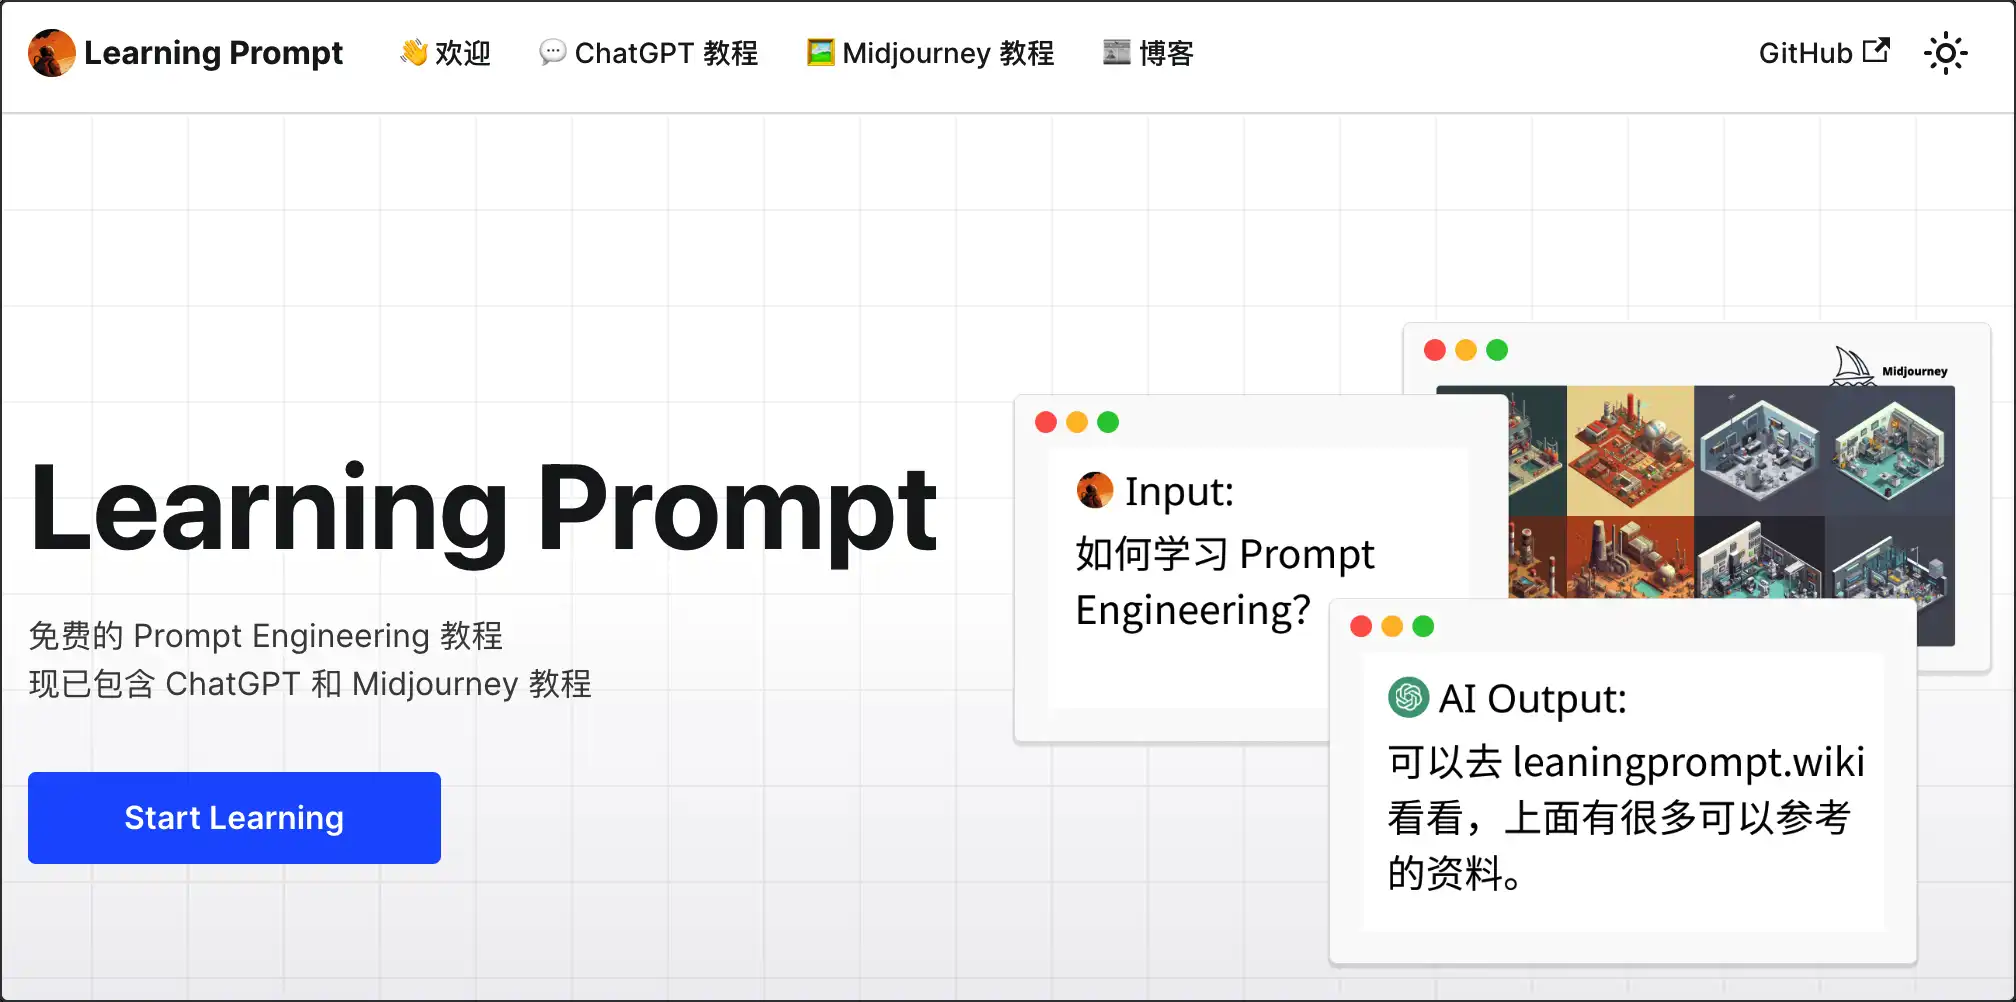 Learning Prompt
👋 欢迎
💬 ChatGPT 教程
🖼️ Midjourney 教程
📰 博客
GitHub
Learning Prompt
免费的 Prompt Engineering 教程
现已包含 ChatGPT 和 Midjourney 教程
Start Learning
Midjourney
Input:
如何学习 Prompt
Engineering?
AI Output:
可以去 leaningprompt.wiki
看看，上面有很多可以参考
的资料。